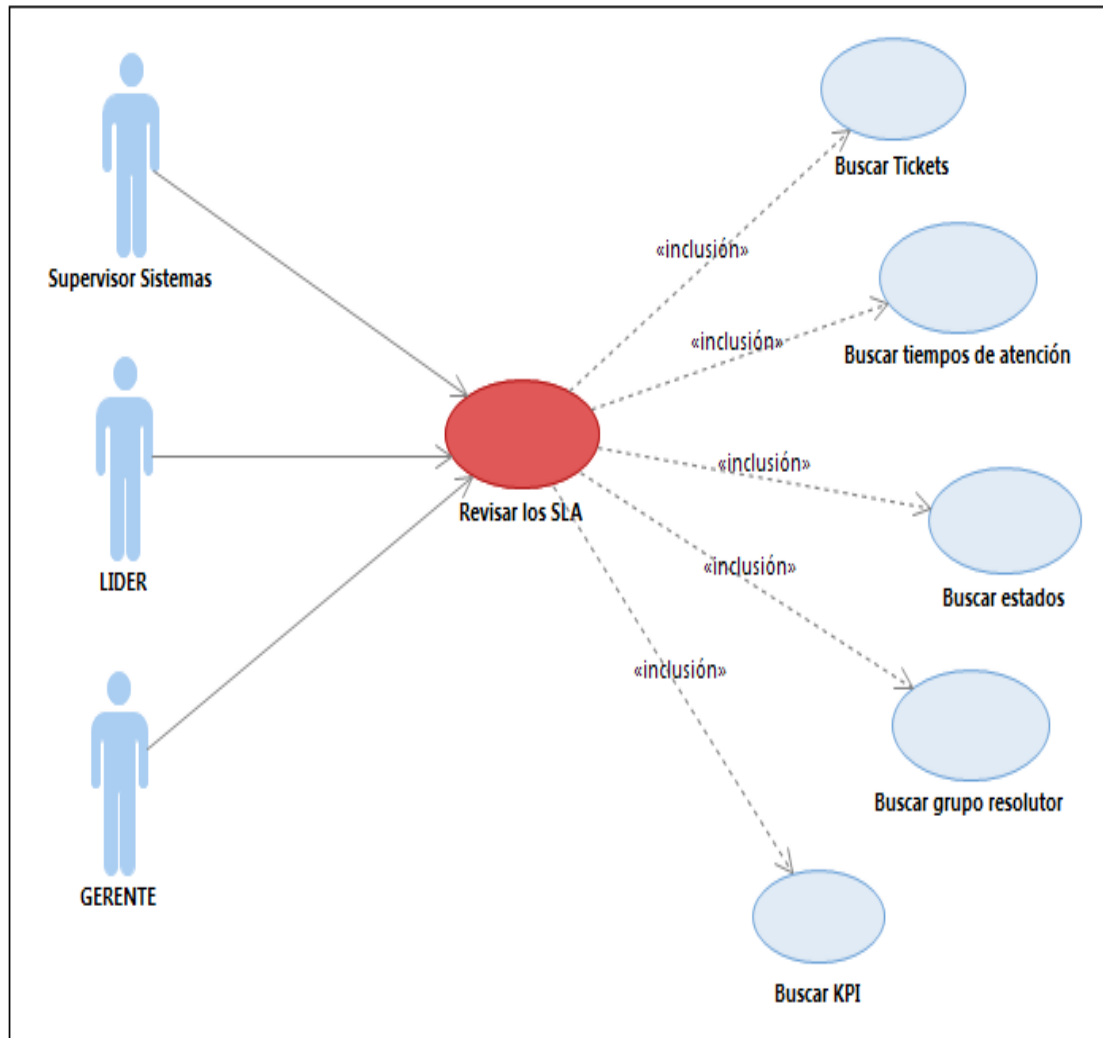 Buscar Tickets
«inclusión»
Supervisor Sistemas
«inclusión»
Buscar tiempos de atención
«inclusión»
Revisar los SLA
«inclusión»
LIDER
Buscar estados
«inclusión»
Buscar grupo resolutor
GERENTE
Buscar KPI